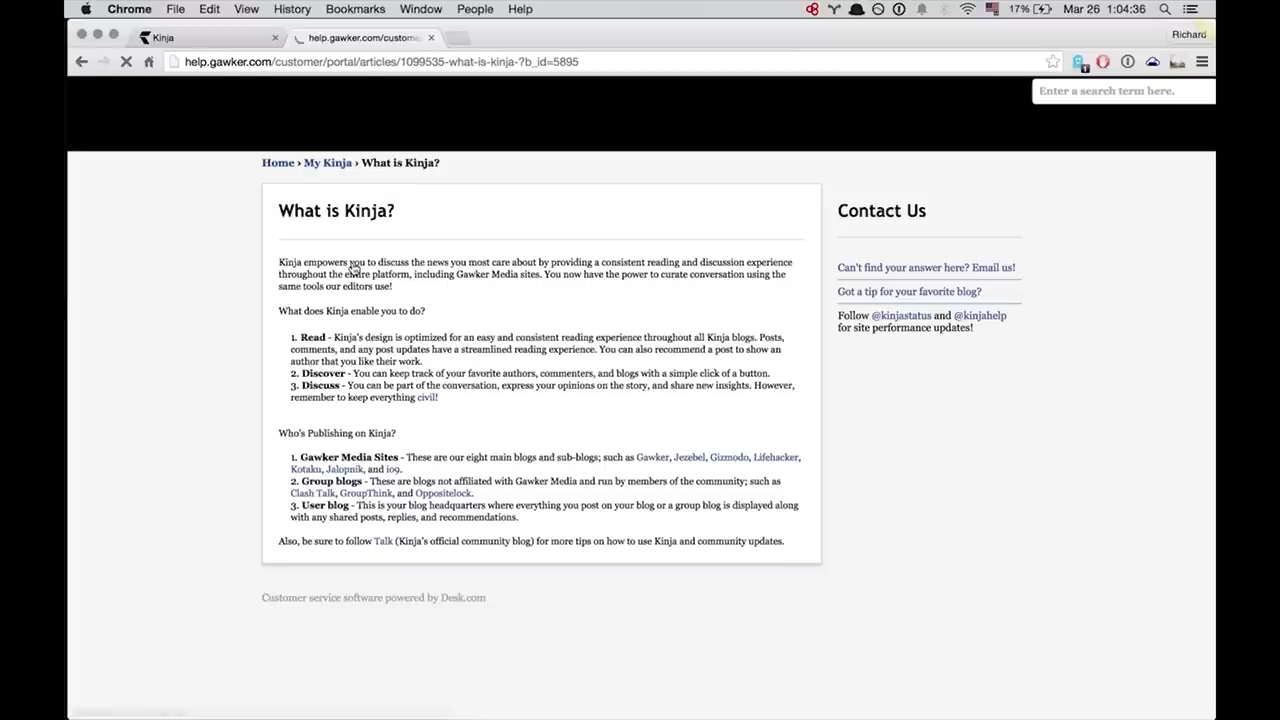 Chrome File Edit View History Bookmarks Window People Help 17% Mar 26 1:04:36
Kinja × help.gawker.com/custome × Richard
help.gawker.com/customer/portal/articles/1099535-what-is-kinja-?b_id=5895
Enter a search term here.
Home › My Kinja › What is Kinja?
What is Kinja?
Kinja empowers you to discuss the news you most care about by providing a consistent reading and discussion experience
throughout the entire platform, including Gawker Media sites. You now have the power to curate conversation using the
same tools our editors use!
What does Kinja enable you to do?
1. Read - Kinja's design is optimized for an easy and consistent reading experience throughout all Kinja blogs. Posts,
comments, and any post updates have a streamlined reading experience. You can also recommend a post to show an
author that you like their work.
2. Discover - You can keep track of your favorite authors, commenters, and blogs with a simple click of a button.
3. Discuss - You can be part of the conversation, express your opinions on the story, and share new insights. However,
remember to keep everything civil!
Who's Publishing on Kinja?
1. Gawker Media Sites - These are our eight main blogs and sub-blogs; such as Gawker, Jezebel, Gizmodo, Lifehacker,
Kotaku, Jalopnik, and io9.
2. Group blogs - These are blogs not affiliated with Gawker Media and run by members of the community; such as
Clash Talk, GroupThink, and Oppositelock.
3. User blog - This is your blog headquarters where everything you post on your blog or a group blog is displayed along
with any shared posts, replies, and recommendations.
Also, be sure to follow Talk (Kinja's official community blog) for more tips on how to use Kinja and community updates.
Contact Us
Can't find your answer here? Email us!
Got a tip for your favorite blog?
Follow @kinjastatus and @kinjahelp
for site performance updates!
Customer service software powered by Desk.com